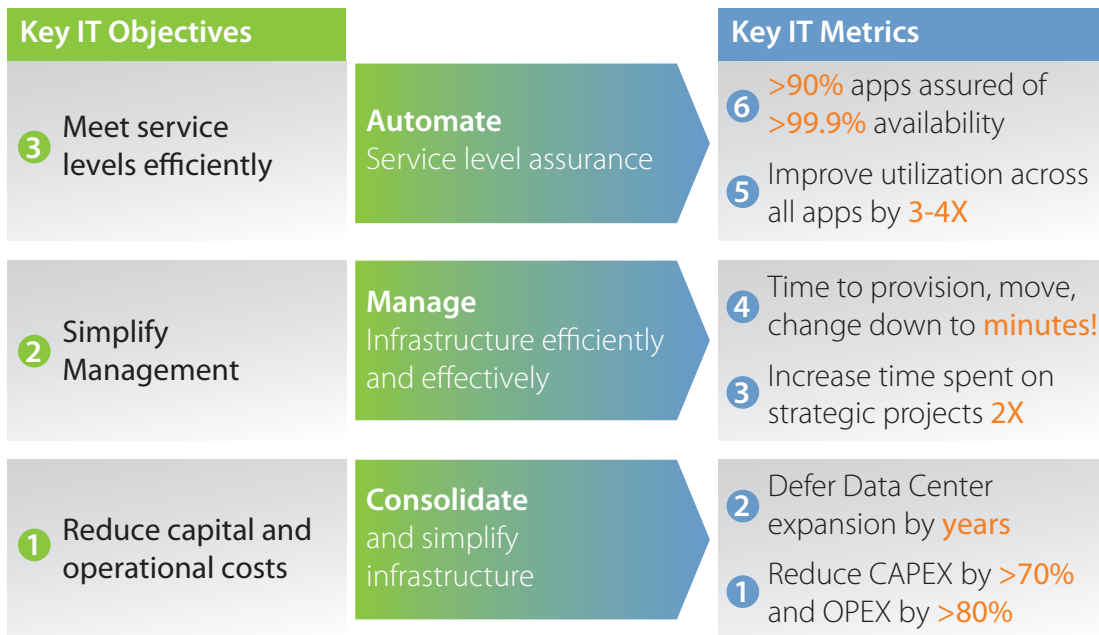 Key IT Objectives
Key IT Metrics
3
Meet service
levels efficiently
Automate
Service level assurance
6
>90% apps assured of
>99.9% availability
5
Improve utilization across
all apps by 3-4X
2
Simplify
Management
Manage
Infrastructure efficiently
and effectively
4
Time to provision, move,
change down to minutes!
3
Increase time spent on
strategic projects 2X
1
Reduce capital and
operational costs
Consolidate
and simplify
infrastructure
2
Defer Data Center
expansion by years
1
Reduce CAPEX by >70%
and OPEX by >80%